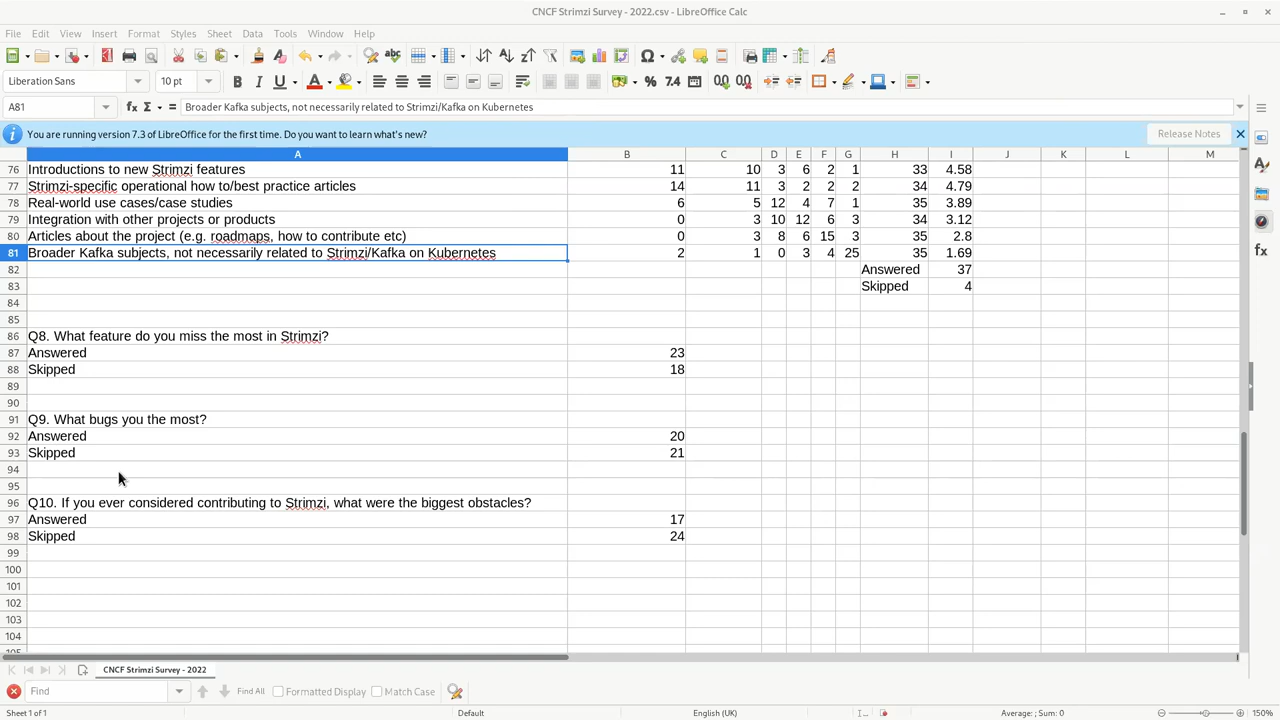 CNCF Strimzi Survey - 2022.csv - LibreOffice Calc
File Edit View Insert Format Styles Sheet Data Tools Window Help
Liberation Sans 10 pt B I U A % 7.4
A81 fx Σ = Broader Kafka subjects, not necessarily related to Strimzi/Kafka on Kubernetes
You are running version 7.3 of LibreOffice for the first time. Do you want to learn what's new? Release Notes
A B C D E F G H I J K L M
76 Introductions to new Strimzi features 11 10 3 6 2 1 33 4.58
77 Strimzi-specific operational how to/best practice articles 14 11 3 2 2 2 34 4.79
78 Real-world use cases/case studies 6 5 12 4 7 1 35 3.89
79 Integration with other projects or products 0 3 10 12 6 3 34 3.12
80 Articles about the project (e.g. roadmaps, how to contribute etc) 0 3 8 6 15 3 35 2.8
81 Broader Kafka subjects, not necessarily related to Strimzi/Kafka on Kubernetes 2 1 0 3 4 25 35 1.69
82 Answered 37
83 Skipped 4
84
85
86 Q8. What feature do you miss the most in Strimzi?
87 Answered 23
88 Skipped 18
89
90
91 Q9. What bugs you the most?
92 Answered 20
93 Skipped 21
94
95
96 Q10. If you ever considered contributing to Strimzi, what were the biggest obstacles?
97 Answered 17
98 Skipped 24
99
100
101
102
103
104
105
CNCF Strimzi Survey - 2022
Find Find All Formatted Display Match Case
Sheet 1 of 1 Default English (UK) Average: ; Sum: 0 150%